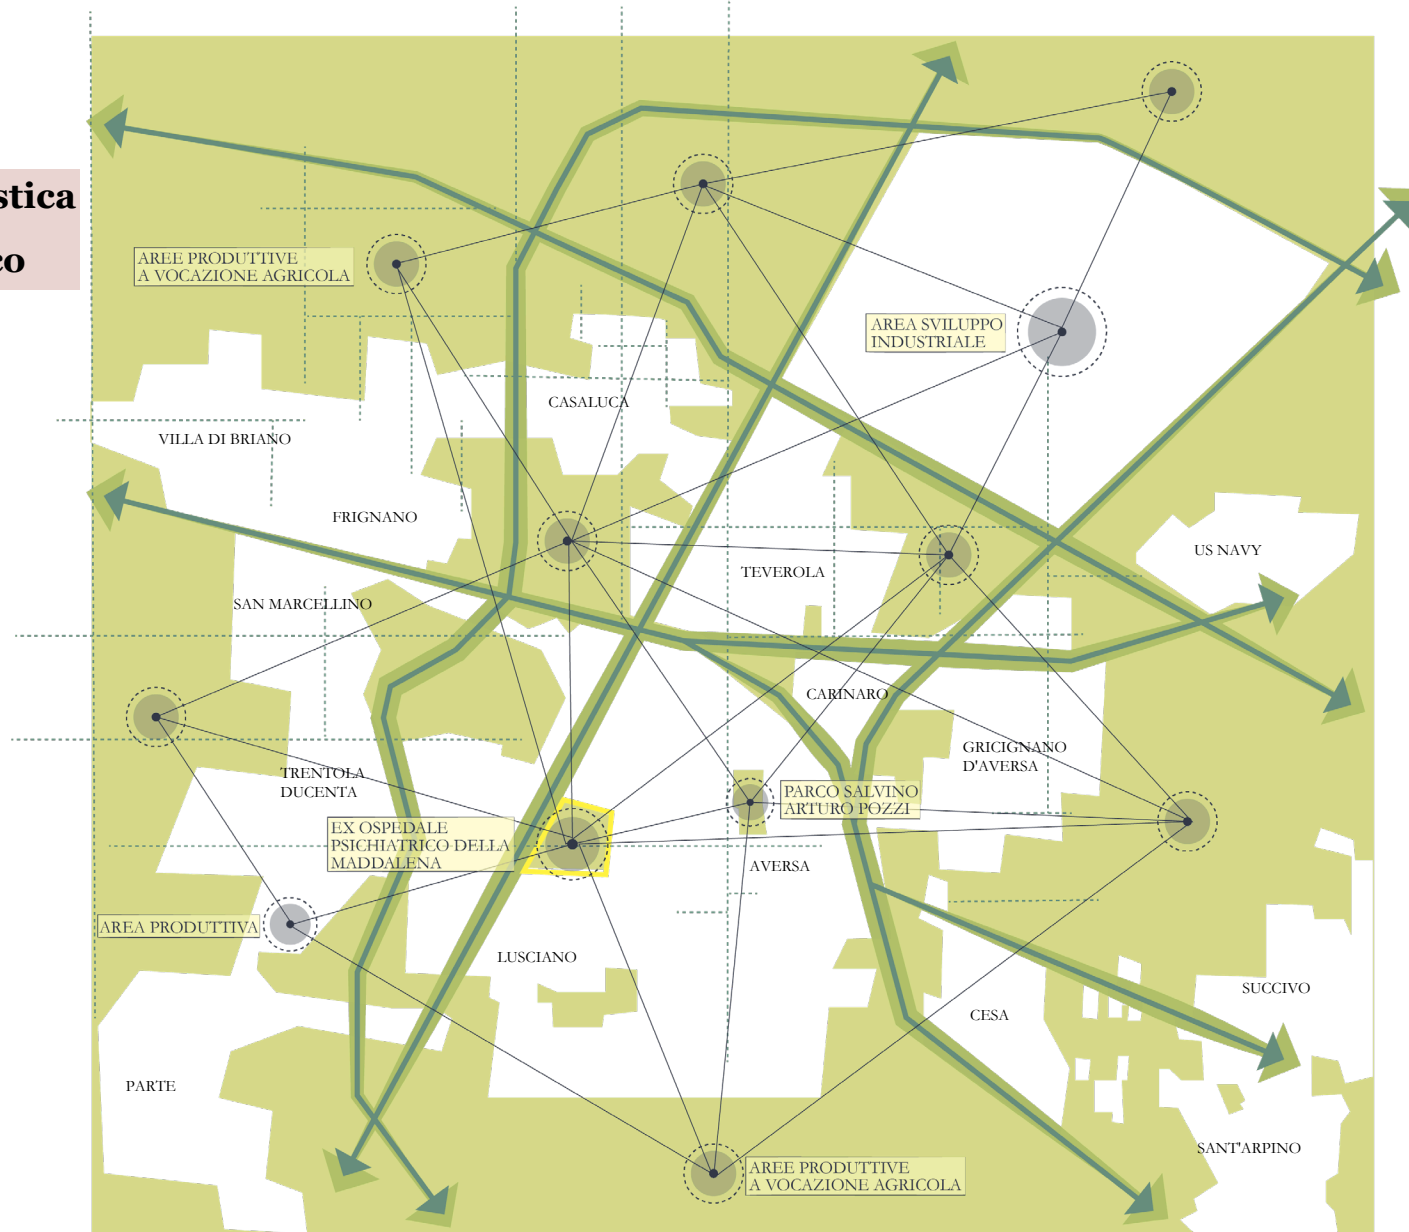 stica
co
AREE PRODUTTIVE
A VOCAZIONE AGRICOLA
AREA SVILUPPO
INDUSTRIALE
CASALUCA
VILLA DI BRIANO
FRIGNANO
US NAVY
TEVEROLA
SAN MARCELLINO
CARINARO
GRICIGNANO
D'AVERSA
TRENTOLA
DUCENTA
PARCO SALVINO
ARTURO POZZI
EX OSPEDALE
PSICHIATRICO DELLA
MADDALENA
AVERSA
AREA PRODUTTIVA
LUSCIANO
SUCCIVO
CESA
PARTE
SANT'ARPINO
AREE PRODUTTIVE
A VOCAZIONE AGRICOLA